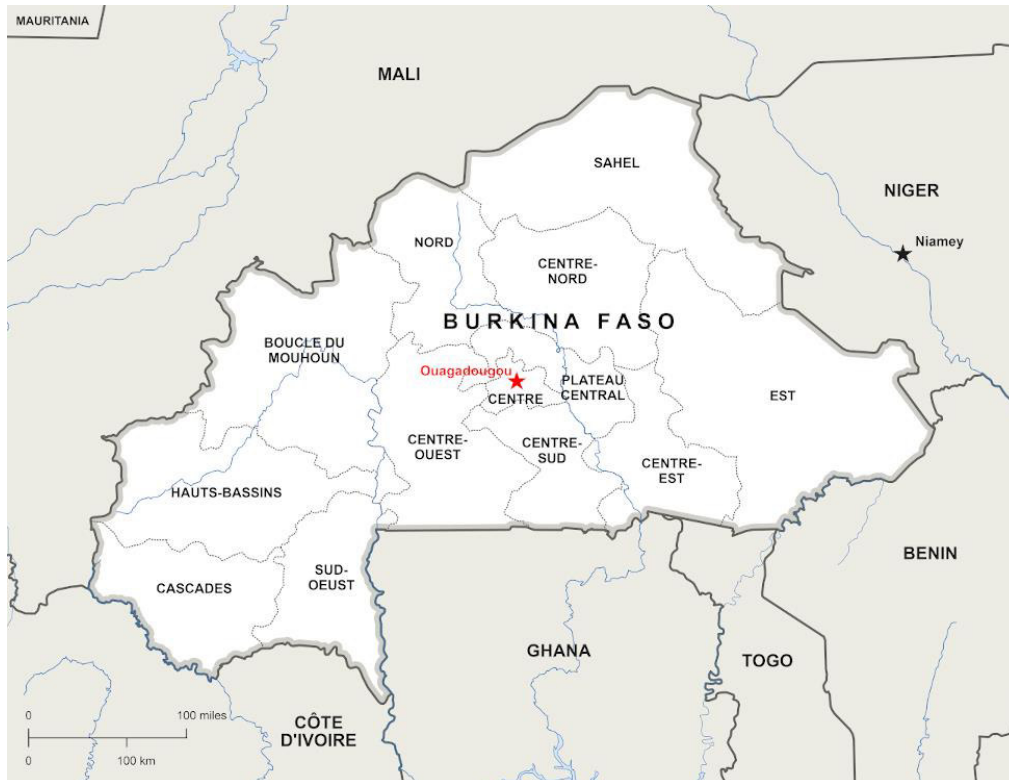 MAURITANIA
MALI
SAHEL
NIGER
Niamey
NORD
CENTRE-
NORD
BURKINA FASO
BOUCLE DU
MOUHOUN
Ouagadougou
CENTRE
PLATEAU
CENTRAL
EST
CENTRE-
OUEST
CENTRE-
SUD
CENTRE-
EST
HAUTS-BASSINS
CASCADES
SUD-
OEUST
BENIN
GHANA
TOGO
CÔTE
D'IVOIRE
0 100 miles
0 100 km